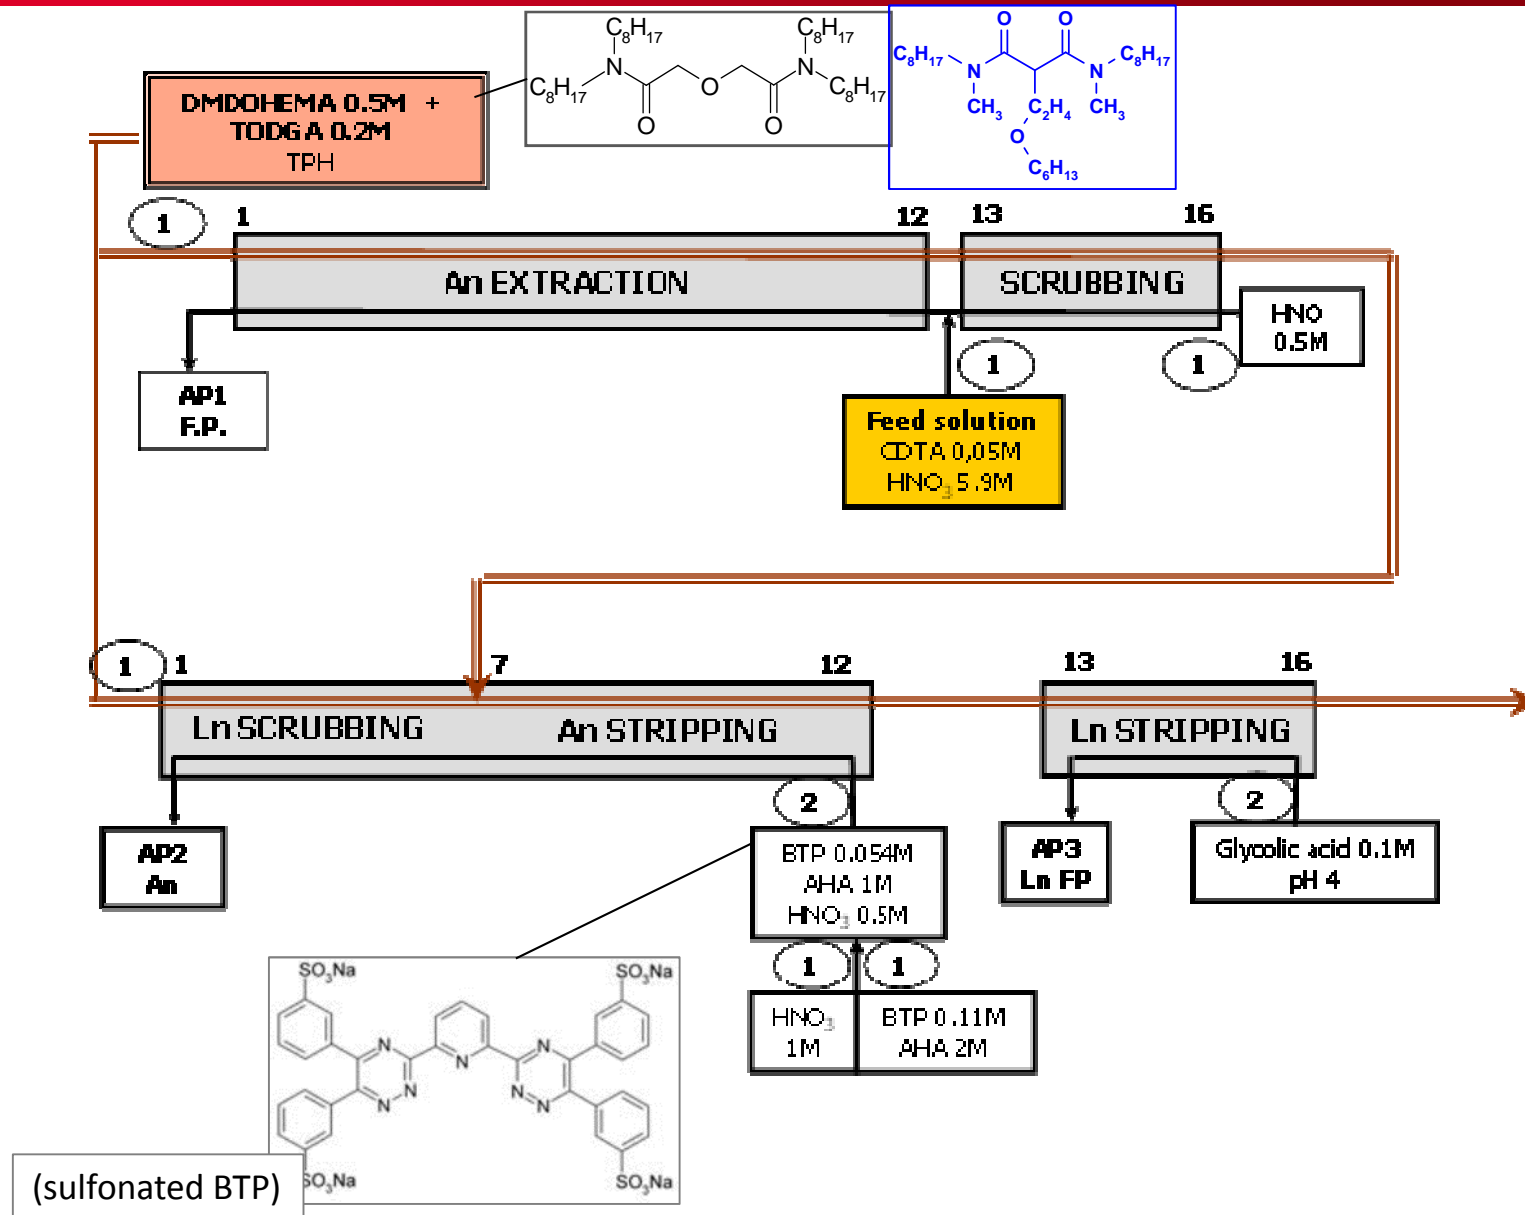 C₈H₁₇
C₈H₁₇
C₈H₁₇
N
O
N
C₈H₁₇
O
O
O
O
C₈H₁₇
N
N
C₈H₁₇
CH₃
C₂H₄
CH₃
O
C₆H₁₃
DMDOHEMA 0.5M +
TODGA 0.2M
TPH
1
1
12
13
16
An EXTRACTION
SCRUBBING
HNO
0.5M
1
1
AP1
F.P.
Feed solution
CDTA 0,05M
HNO₃ 5.9M
1
1
7
12
13
16
Ln SCRUBBING
An STRIPPING
Ln STRIPPING
2
2
AP2
An
BTP 0.054M
AHA 1M
HNO₃ 0.5M
AP3
Ln FP
Glycolic acid 0.1M
pH 4
1
1
HNO₃
1M
BTP 0.11M
AHA 2M
SO₃Na
SO₃Na
N
N
N
N
N
N
N
SO₃Na
SO₃Na
(sulfonated BTP)